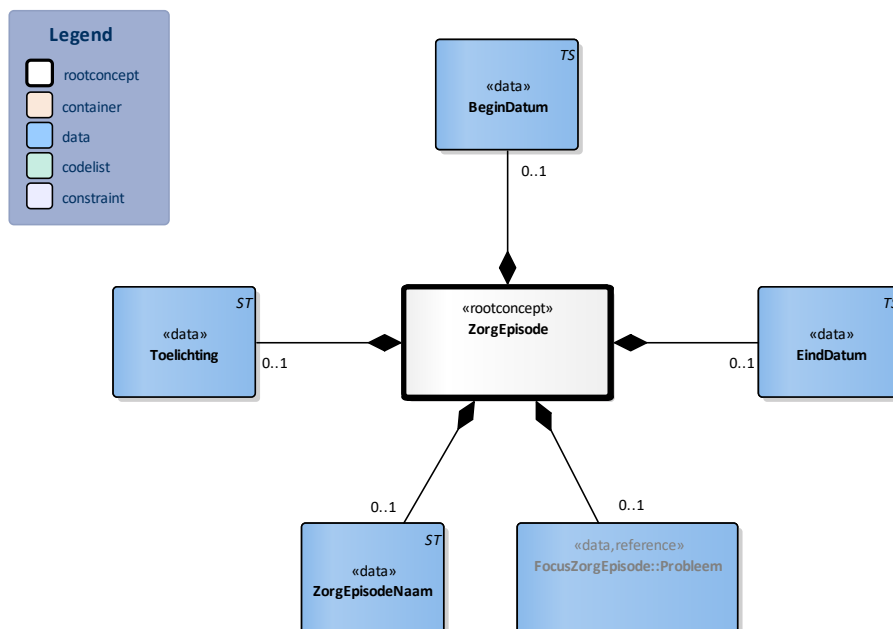 Legend
rootconcept
container
data
codelist
constraint
TS
«data»
BeginDatum
0..1
ST
«data»
Toelichting
0..1
«rootconcept»
ZorgEpisode
TS
«data»
EindDatum
0..1
0..1
0..1
ST
«data»
ZorgEpisodeNaam
«data,reference»
FocusZorgEpisode::Probleem